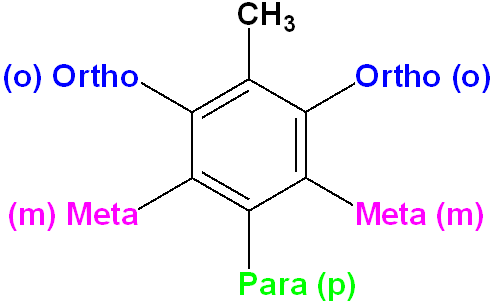 CH3
(o) Ortho
Ortho (o)
(m) Meta
Meta (m)
Para (p)